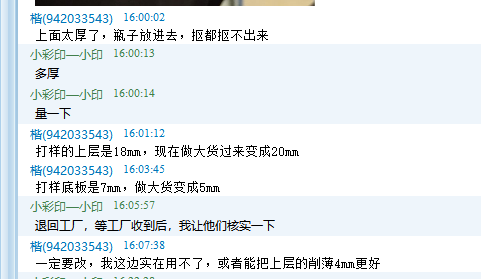 楷(942033543) 16:00:02
上面太厚了，瓶子放进去，抠都抠不出来
小彩印—小印 16:00:13
多厚
小彩印—小印 16:00:14
量一下
楷(942033543) 16:01:12
打样的上层是18mm，现在做大货过来变成20mm
楷(942033543) 16:03:45
打样底板是7mm，做大货变成5mm
小彩印—小印 16:05:57
退回工厂，等工厂收到后，我让他们核实一下
楷(942033543) 16:07:38
一定要改，我这边实在用不了，或者能把上层的削薄4mm更好